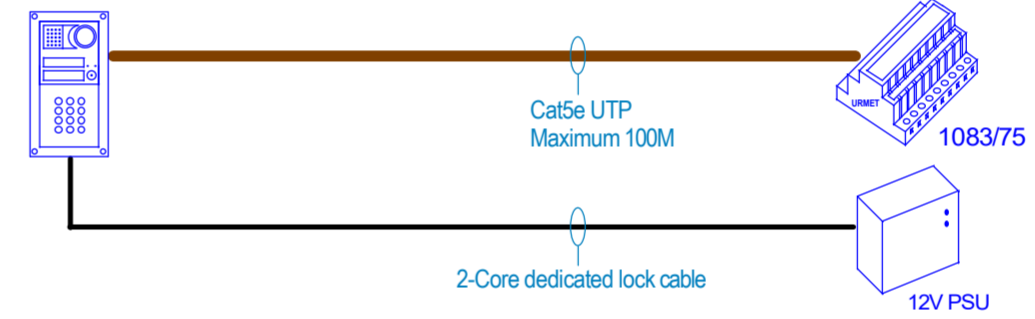 Cat5e UTP
Maximum 100M
URMET
1083/75
2-Core dedicated lock cable
12V PSU